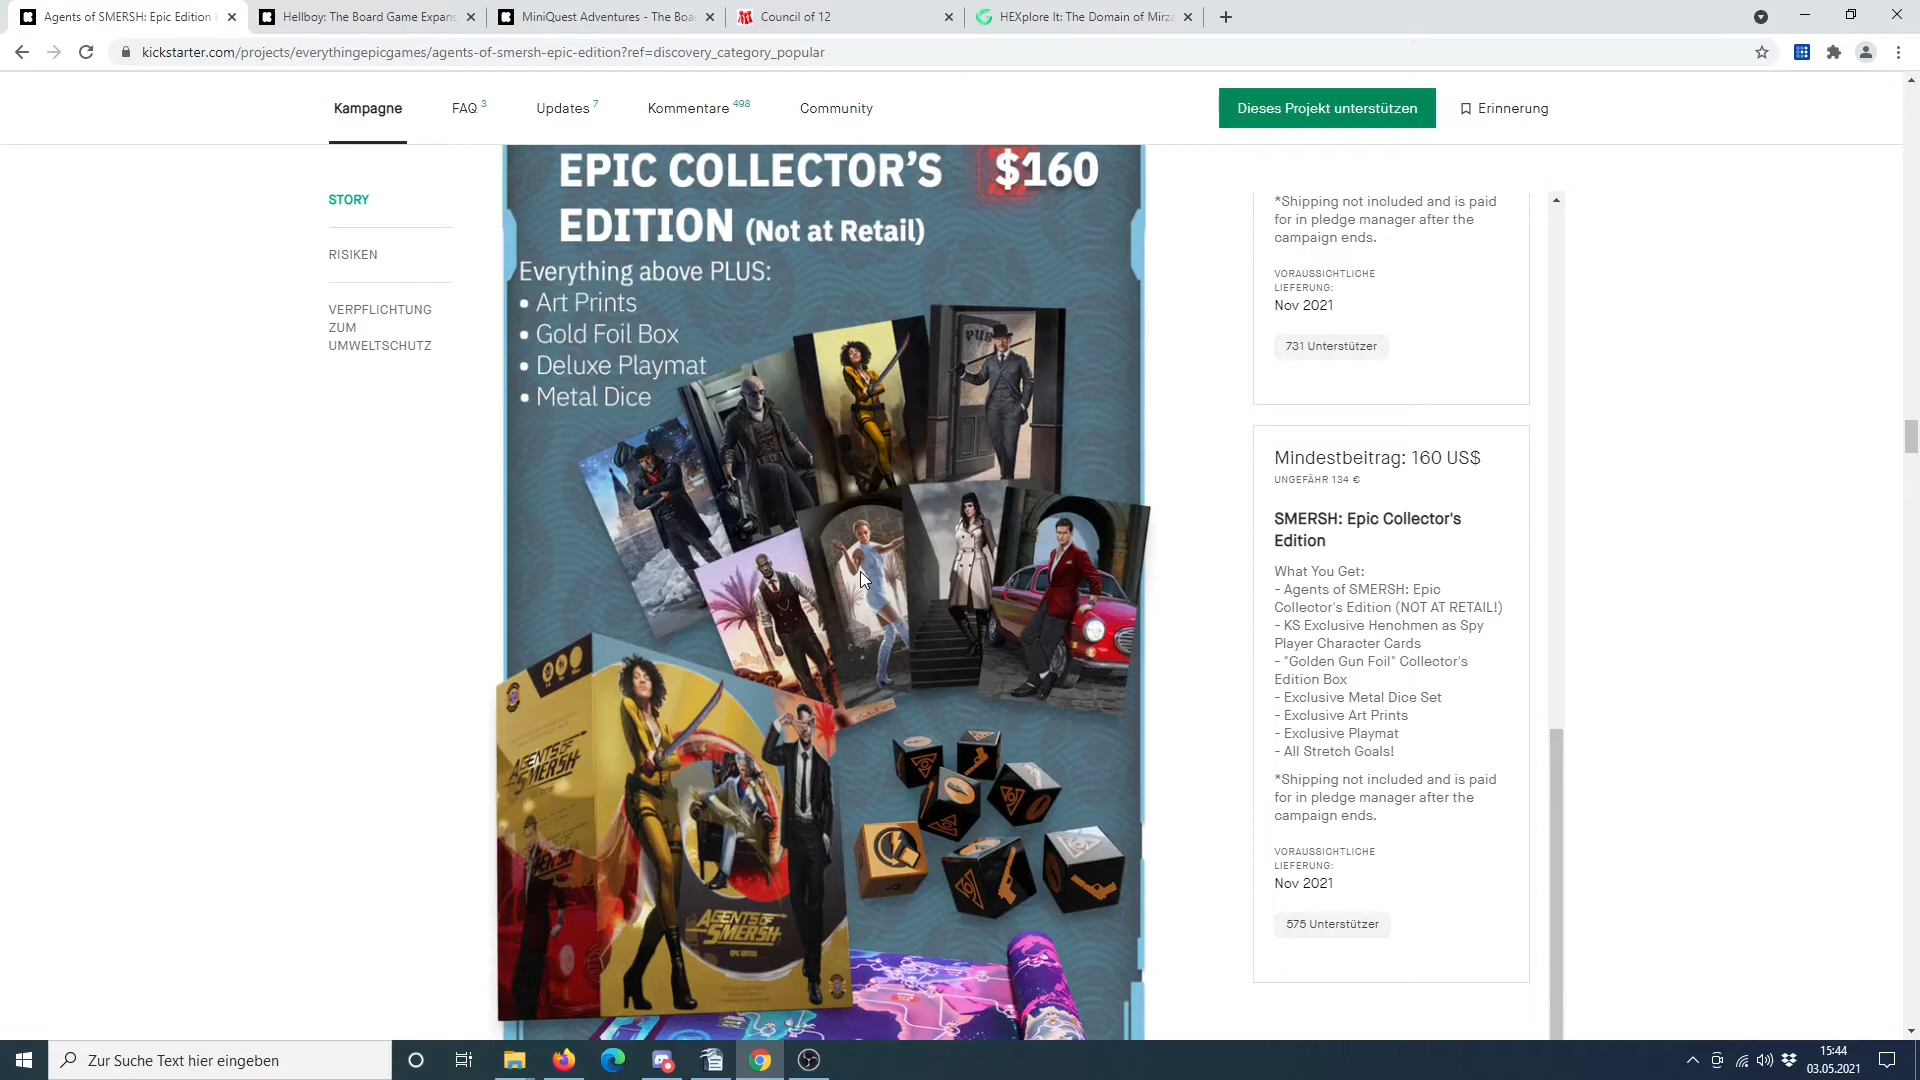 Agents of SMERSH: Epic Edition
Hellboy: The Board Game Expans
MiniQuest Adventures - The Boa
Council of 12
HEXplore It: The Domain of Mirza
kickstarter.com/projects/everythingepicgames/agents-of-smersh-epic-edition?ref=discovery_category_popular
Kampagne
FAQ 3
Updates 7
Kommentare 498
Community
Dieses Projekt unterstützen
Erinnerung
STORY
RISIKEN
VERPFLICHTUNG
ZUM
UMWELTSCHUTZ
EPIC COLLECTOR'S $160
EDITION (Not at Retail)
Everything above PLUS:
• Art Prints
• Gold Foil Box
• Deluxe Playmat
• Metal Dice
PUB
AGENTS OF
SMERSH
AGENTS OF
SMERSH
EPIC EDITION
*Shipping not included and is paid
for in pledge manager after the
campaign ends.
VORAUSSICHTLICHE
LIEFERUNG:
Nov 2021
731 Unterstützer
Mindestbeitrag: 160 US$
UNGEFÄHR 134 €
SMERSH: Epic Collector's
Edition
What You Get:
- Agents of SMERSH: Epic
Collector's Edition (NOT AT RETAIL!)
- KS Exclusive Henchmen as Spy
Player Character Cards
- "Golden Gun Foil" Collector's
Edition Box
- Exclusive Metal Dice Set
- Exclusive Art Prints
- Exclusive Playmat
- All Stretch Goals!
*Shipping not included and is paid
for in pledge manager after the
campaign ends.
VORAUSSICHTLICHE
LIEFERUNG:
Nov 2021
575 Unterstützer
Zur Suche Text hier eingeben
15:44
03.05.2021